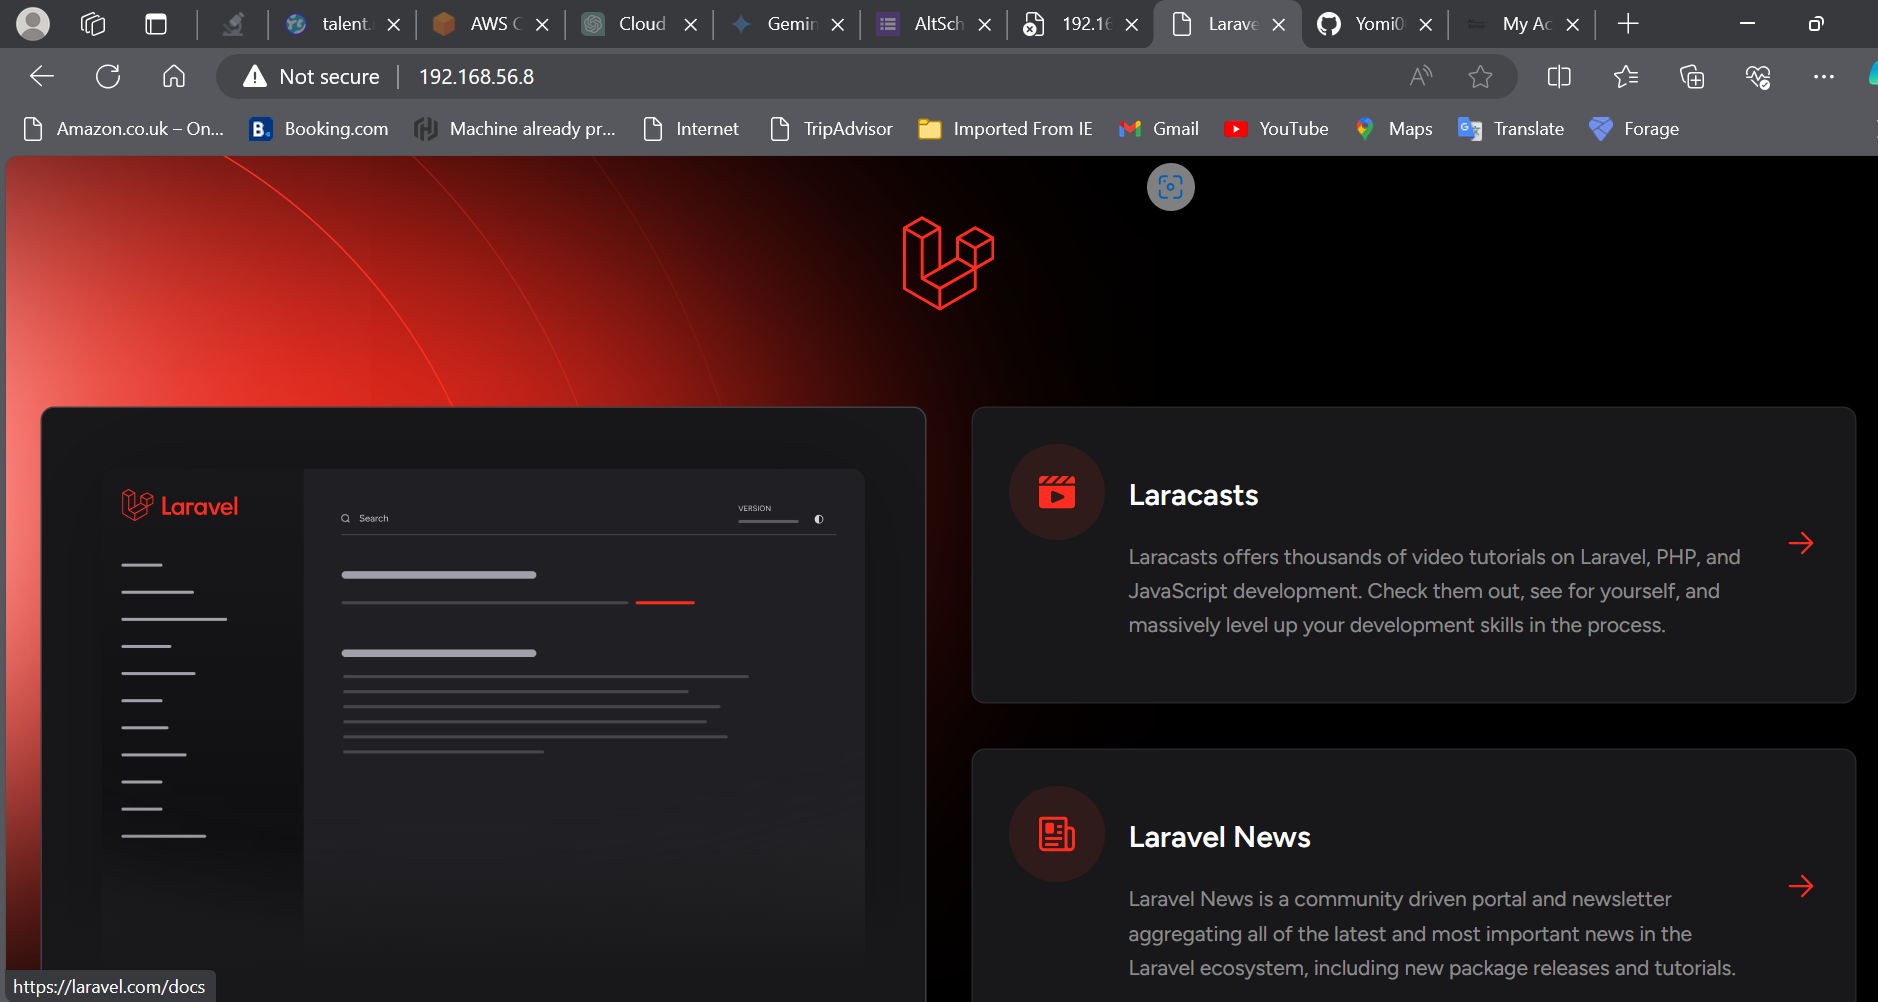 talent.
AWS C
Cloud
Gemin
AltSch
192.16
Larave
Yomi0
My Ac
Not secure
192.168.56.8
Amazon.co.uk – On...
B. Booking.com
Machine already pr...
Internet
TripAdvisor
Imported From IE
Gmail
YouTube
Maps
Translate
Forage
Laravel
Search
VERSION
Laracasts
Laracasts offers thousands of video tutorials on Laravel, PHP, and
JavaScript development. Check them out, see for yourself, and
massively level up your development skills in the process.
Laravel News
Laravel News is a community driven portal and newsletter
aggregating all of the latest and most important news in the
Laravel ecosystem, including new package releases and tutorials.
https://laravel.com/docs